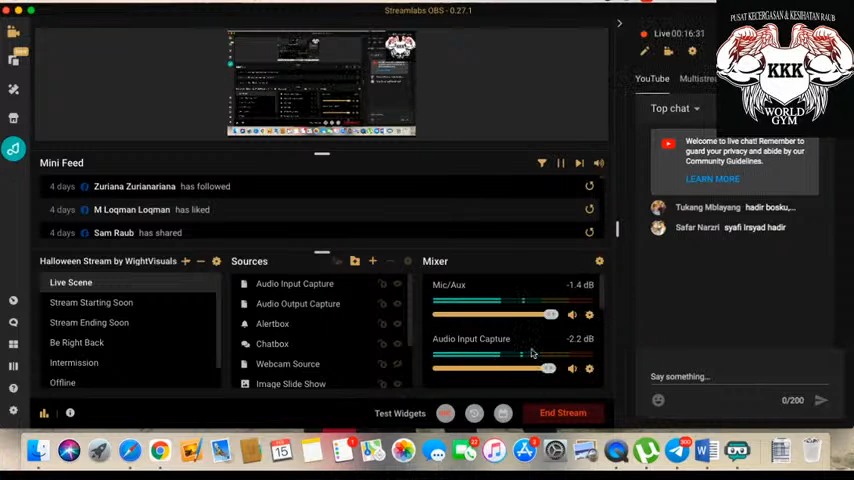 Streamlabs OBS - 0.27.1
PUSAT KECERGASAN & KESIHATAN RAUB
KKK
WORLD
GYM
Live 00:16:31
YouTube Multistre
Top chat
Welcome to live chat! Remember to
guard your privacy and abide by our
Community Guidelines.
LEARN MORE
Tukang Mblayang hadir bosku,...
Safar Narzri syafi Irsyad hadir
Say something...
0/200
Mini Feed
4 days Zuriana Zurianariana has followed
4 days M Loqman Loqman has liked
4 days Sam Raub has shared
Halloween Stream by WightVisuals
Live Scene
Stream Starting Soon
Stream Ending Soon
Be Right Back
Intermission
Offline
Sources
Audio Input Capture
Audio Output Capture
Alertbox
Chatbox
Webcam Source
Image Slide Show
Mixer
Mic/Aux -1.4 dB
Audio Input Capture -2.2 dB
Test Widgets
End Stream
15
1
22
3
300